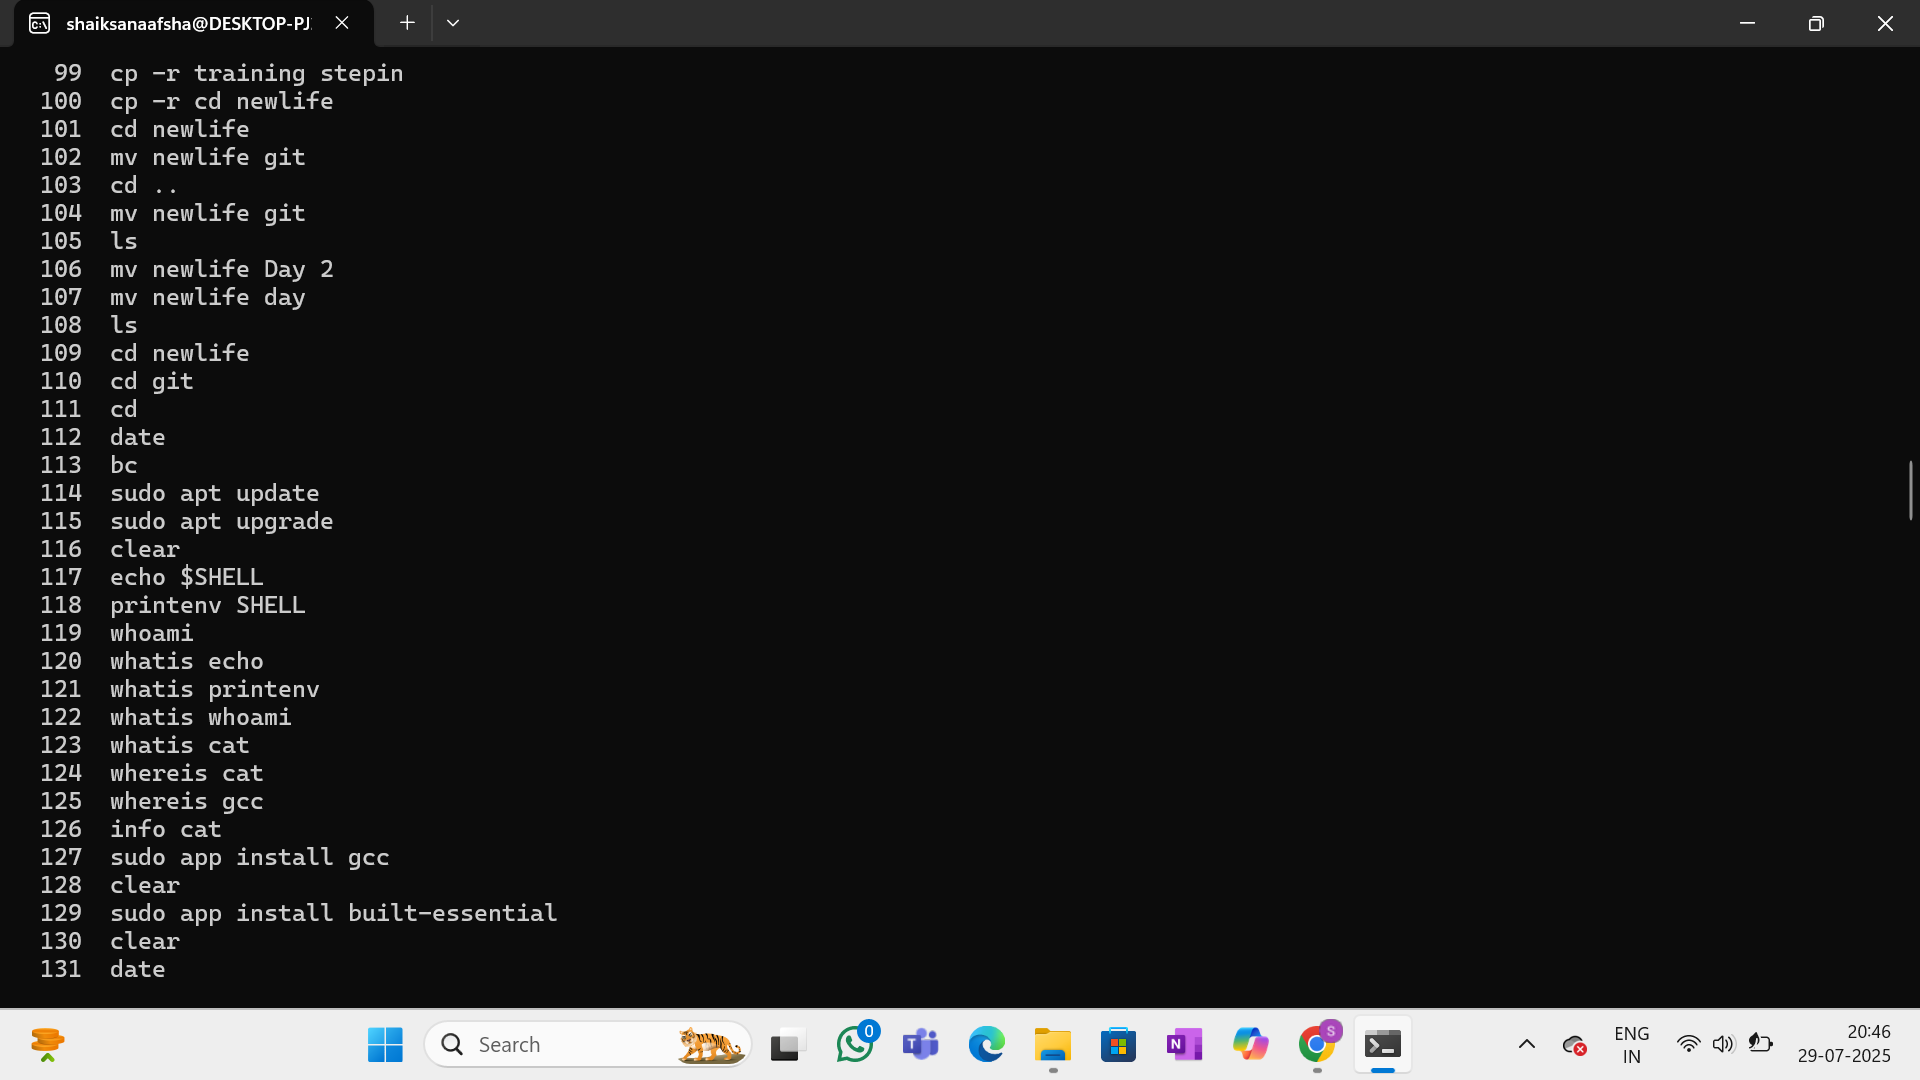 shaiksanaafsha@DESKTOP-PJ
99 cp -r training stepin
100 cp -r cd newlife
101 cd newlife
102 mv newlife git
103 cd ..
104 mv newlife git
105 ls
106 mv newlife Day 2
107 mv newlife day
108 ls
109 cd newlife
110 cd git
111 cd
112 date
113 bc
114 sudo apt update
115 sudo apt upgrade
116 clear
117 echo $SHELL
118 printenv SHELL
119 whoami
120 whatis echo
121 whatis printenv
122 whatis whoami
123 whatis cat
124 whereis cat
125 whereis gcc
126 info cat
127 sudo app install gcc
128 clear
129 sudo app install built-essential
130 clear
131 date
Search
0
S
ENG
IN
20:46
29-07-2025